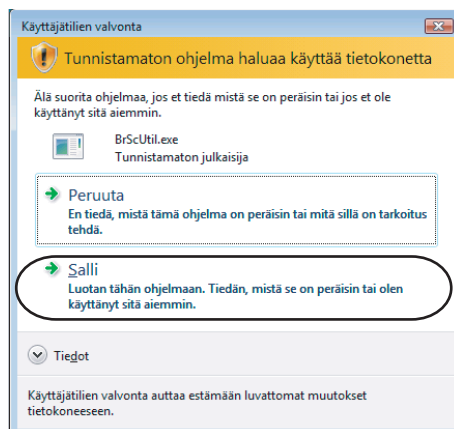 Käyttäjätilien valvonta
Tunnistamaton ohjelma haluaa käyttää tietokonetta
Älä suorita ohjelmaa, jos et tiedä mistä se on peräisin tai jos et ole
käyttänyt sitä aiemmin.
BrScUtil.exe
Tunnistamaton julkaisija
Peruuta
En tiedä, mistä tämä ohjelma on peräisin tai mitä sillä on tarkoitus
tehdä.
Salli
Luotan tähän ohjelmaan. Tiedän, mistä se on peräisin tai olen
käyttänyt sitä aiemmin.
Tiedot
Käyttäjätilien valvonta auttaa estämään luvattomat muutokset
tietokoneeseen.